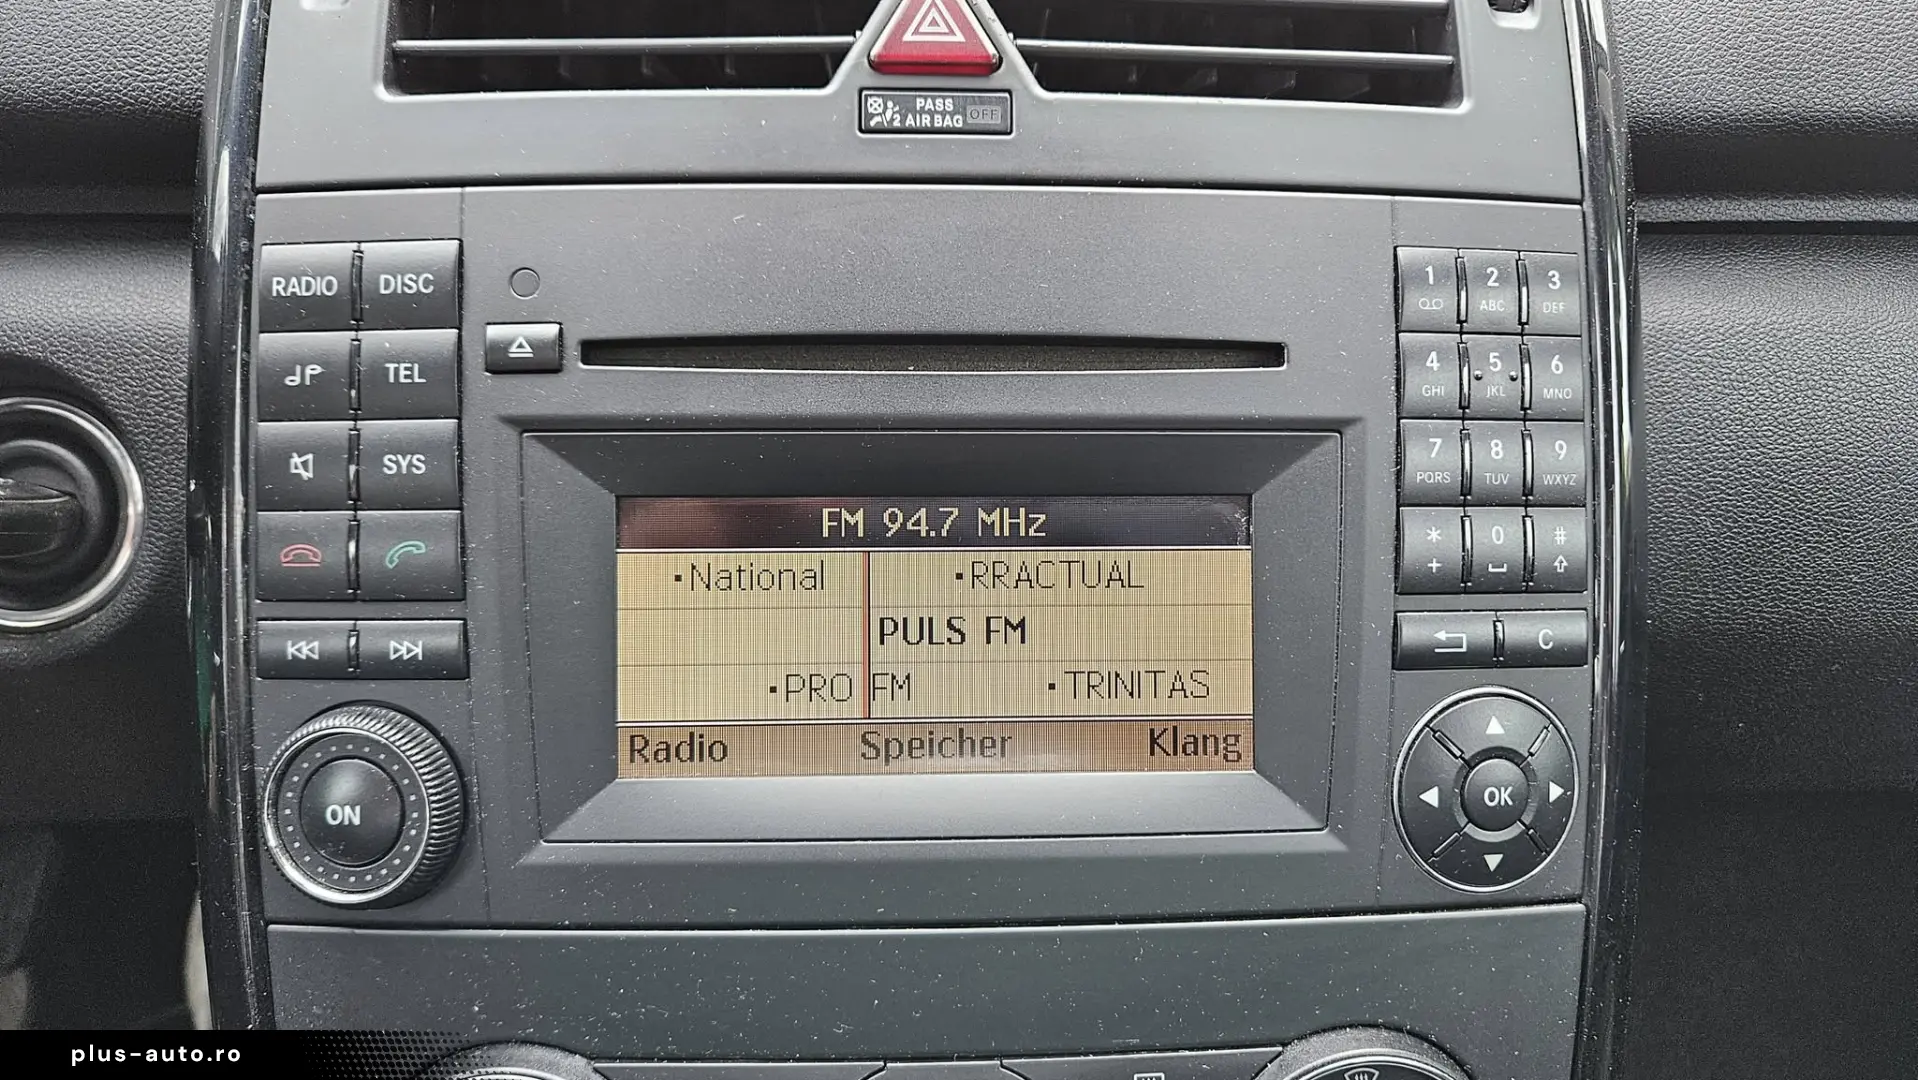 PASS
2 AIR BAG OFF
RADIO DISC
TEL
SYS
ON
FM 94.7 MHz
•National •RRACTUAL
PULS FM
•PRO FM •TRINITAS
Radio Speicher Klang
1 2 3
ABC DEF
4 5 6
GHI JKL MNO
7 8 9
PQRS TUV WXYZ
* 0 #
+
C
OK
plus-auto.ro